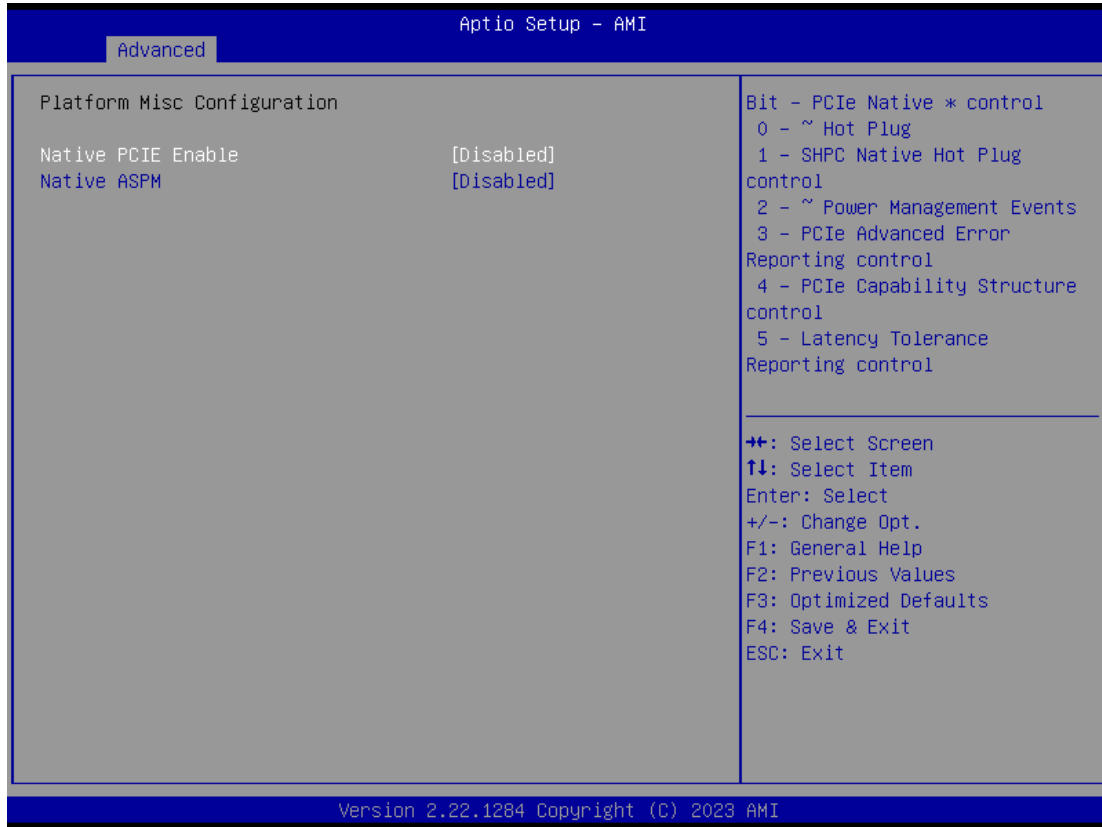 Aptio Setup – AMI
Advanced
Platform Misc Configuration
Native PCIE Enable [Disabled]
Native ASPM [Disabled]
Bit – PCIe Native * control
0 – ~ Hot Plug
1 – SHPC Native Hot Plug
control
2 – ~ Power Management Events
3 – PCIe Advanced Error
Reporting control
4 – PCIe Capability Structure
control
5 – Latency Tolerance
Reporting control
→←: Select Screen
↑↓: Select Item
Enter: Select
+/-: Change Opt.
F1: General Help
F2: Previous Values
F3: Optimized Defaults
F4: Save & Exit
ESC: Exit
Version 2.22.1284 Copyright (C) 2023 AMI